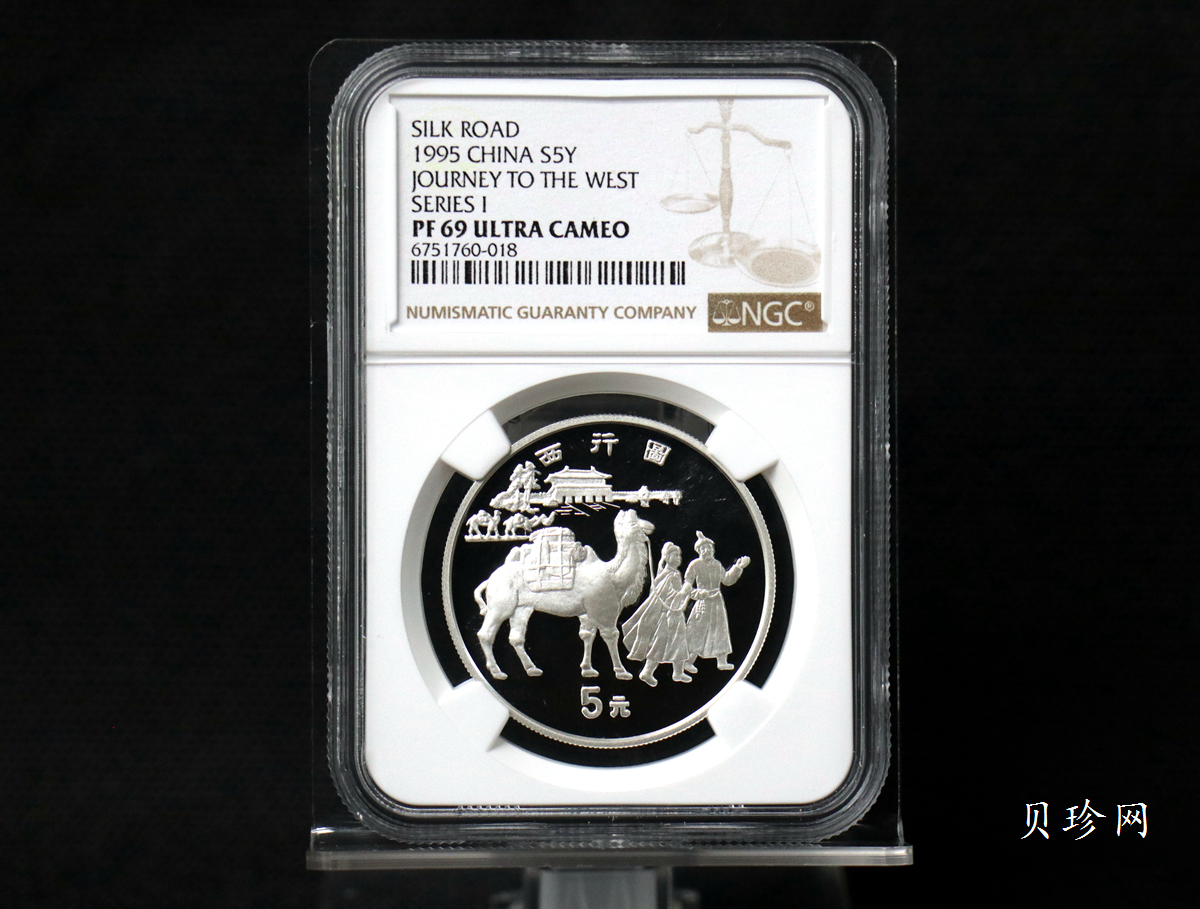 SILK ROAD
1995 CHINA S5Y
JOURNEY TO THE WEST
SERIES I
PF 69 ULTRA CAMEO
6751760-018
NUMISMATIC GUARANTY COMPANY
NGC®
西行圖
5元
贝珍网